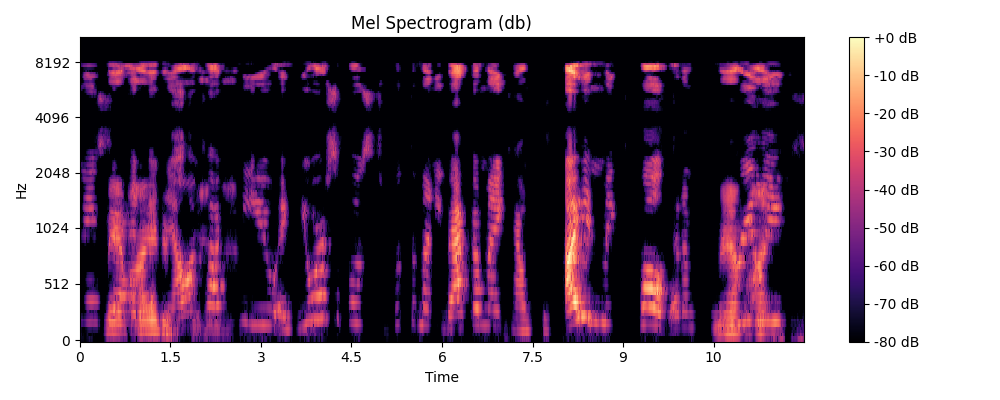 Mel Spectrogram (db)
8192
4096
2048
1024
512
0
Hz
0 1.5 3 4.5 6 7.5 9 10
Time
+0 dB
-10 dB
-20 dB
-30 dB
-40 dB
-50 dB
-60 dB
-70 dB
-80 dB